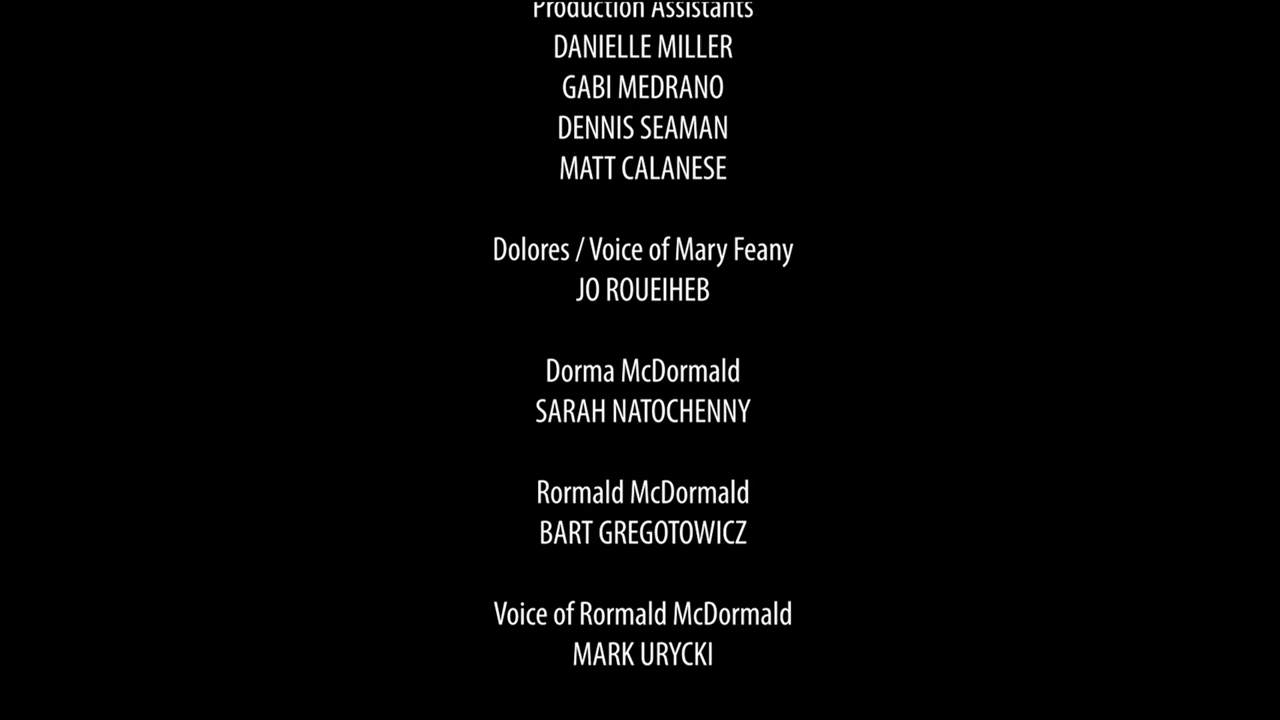 Production Assistants
DANIELLE MILLER
GABI MEDRANO
DENNIS SEAMAN
MATT CALANESE
Dolores / Voice of Mary Feany
JO ROUEIHEB
Dorma McDormald
SARAH NATOCHENNY
Rormald McDormald
BART GREGOTOWICZ
Voice of Rormald McDormald
MARK URYCKI